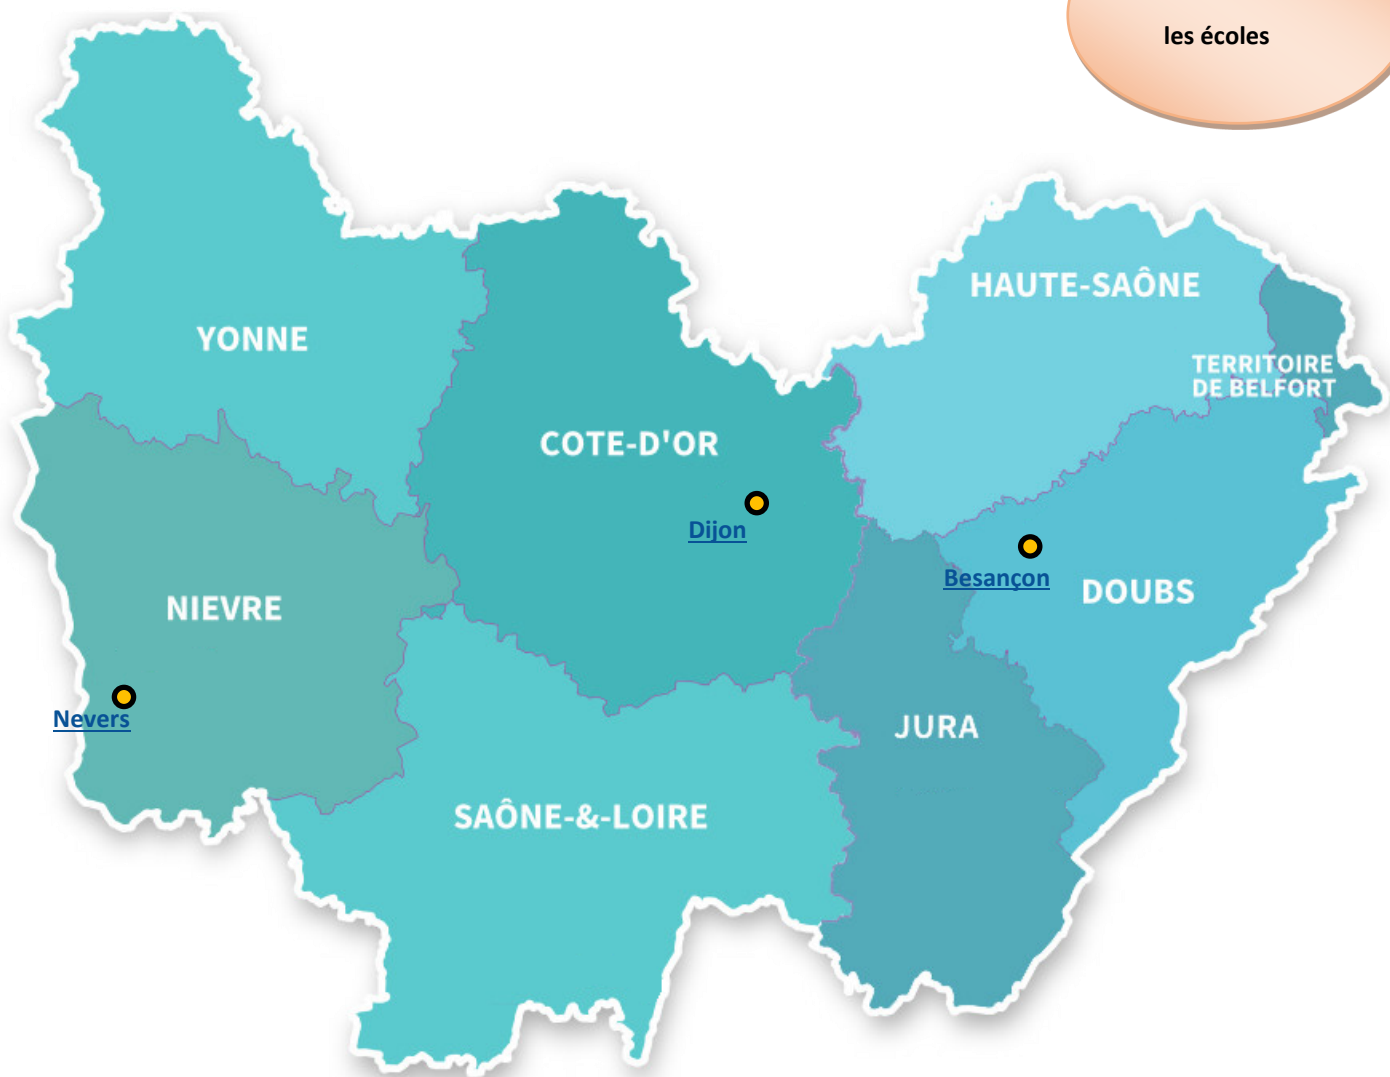 les écoles
HAUTE-SAÔNE
YONNE
TERRITOIRE
DE BELFORT
COTE-D'OR
Dijon
Besançon
DOUBS
NIEVRE
Nevers
JURA
SAÔNE-&-LOIRE